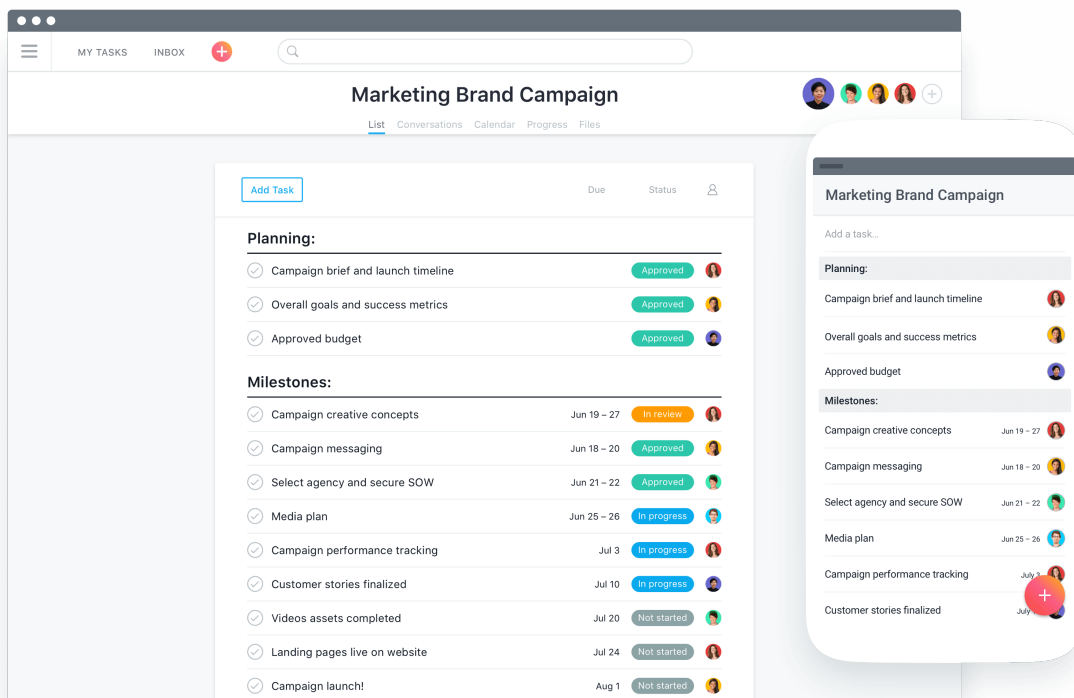 MY TASKS INBOX
Marketing Brand Campaign
List Conversations Calendar Progress Files
Add Task Due Status
Planning:
Campaign brief and launch timeline Approved
Overall goals and success metrics Approved
Approved budget Approved
Milestones:
Campaign creative concepts Jun 19 – 27 In review
Campaign messaging Jun 18 – 20 Approved
Select agency and secure SOW Jun 21 – 22 Approved
Media plan Jun 25 – 26 In progress
Campaign performance tracking Jul 3 In progress
Customer stories finalized Jul 10 In progress
Videos assets completed Jul 20 Not started
Landing pages live on website Jul 24 Not started
Campaign launch! Aug 1 Not started
Marketing Brand Campaign
Add a task...
Planning:
Campaign brief and launch timeline
Overall goals and success metrics
Approved budget
Milestones:
Campaign creative concepts Jun 19 – 27
Campaign messaging Jun 18 – 20
Select agency and secure SOW Jun 21 – 22
Media plan Jun 25 – 26
Campaign performance tracking July 3
Customer stories finalized July